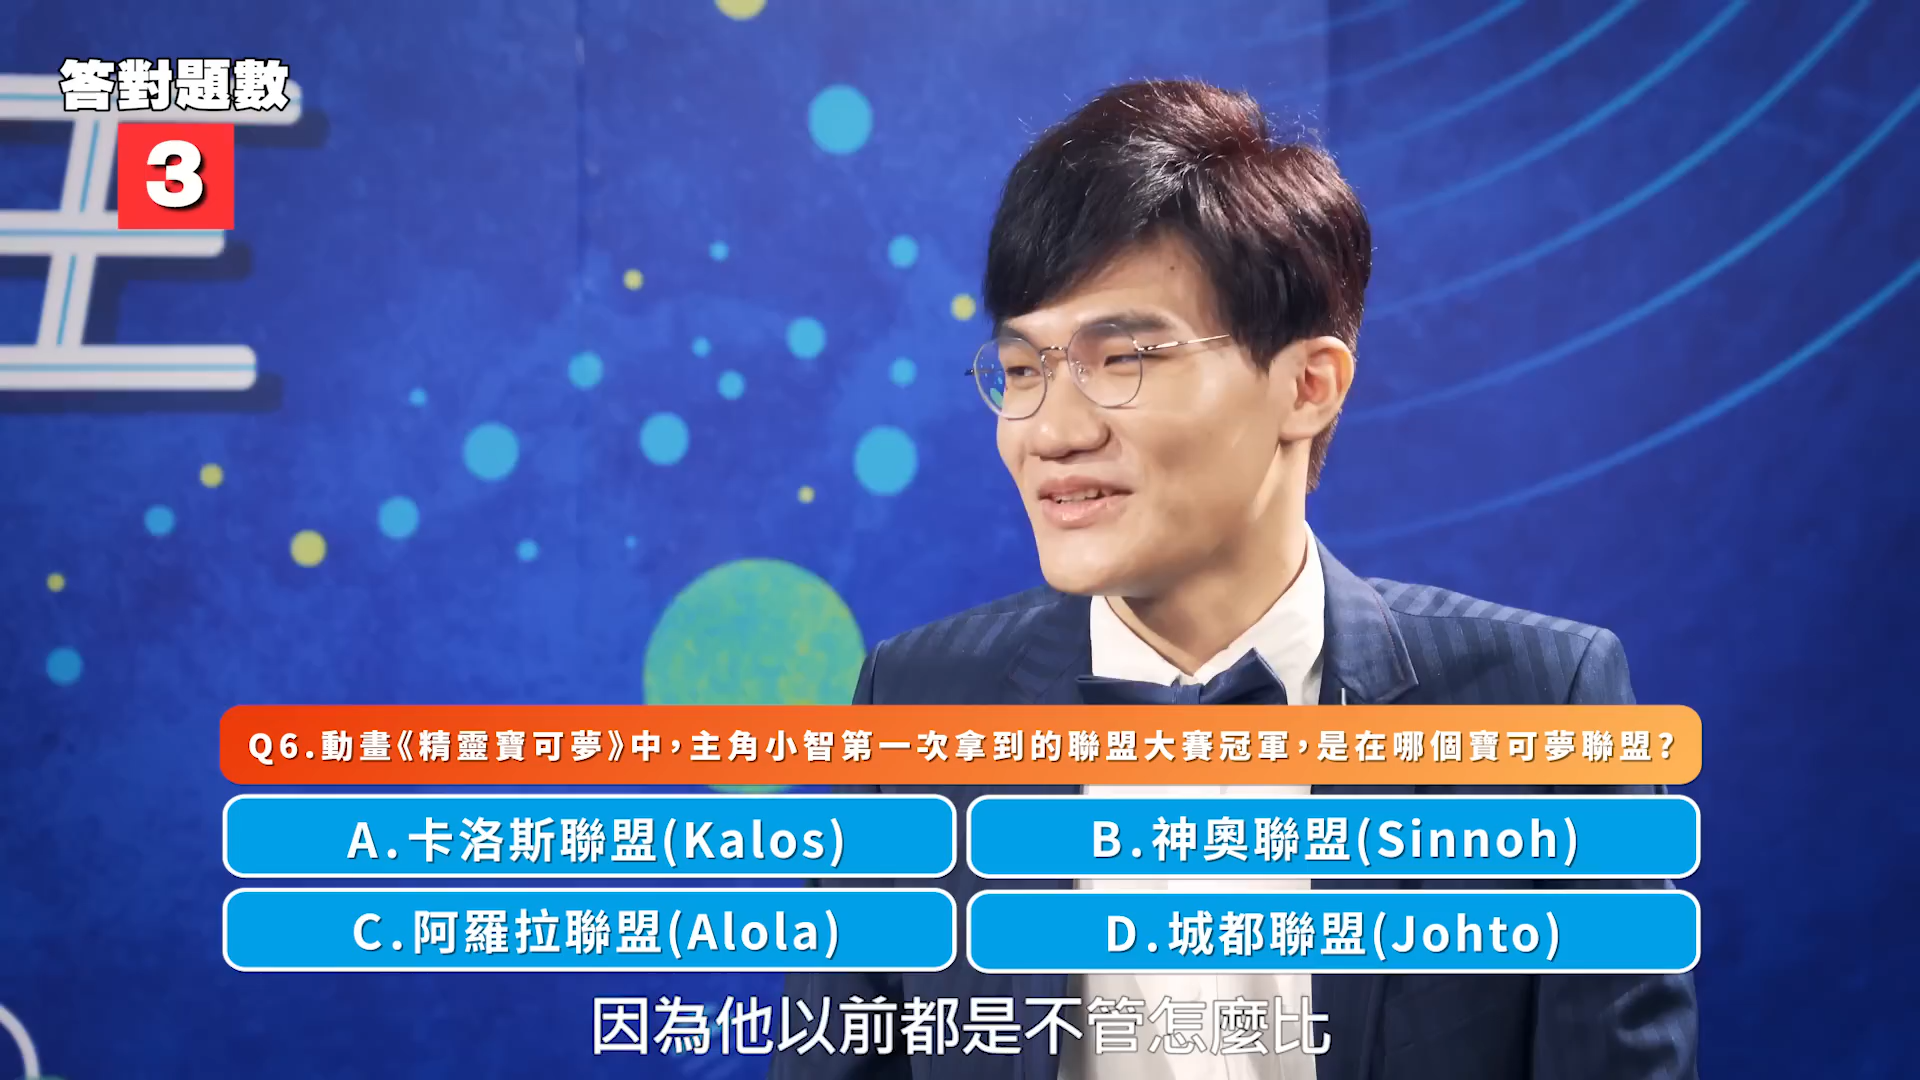 答對題數
3
Q6.動畫《精靈寶可夢》中,主角小智第一次拿到的聯盟大賽冠軍,是在哪個寶可夢聯盟?
A.卡洛斯聯盟(Kalos)
B.神奧聯盟(Sinnoh)
C.阿羅拉聯盟(Alola)
D.城都聯盟(Johto)
因為他以前都是不管怎麼比